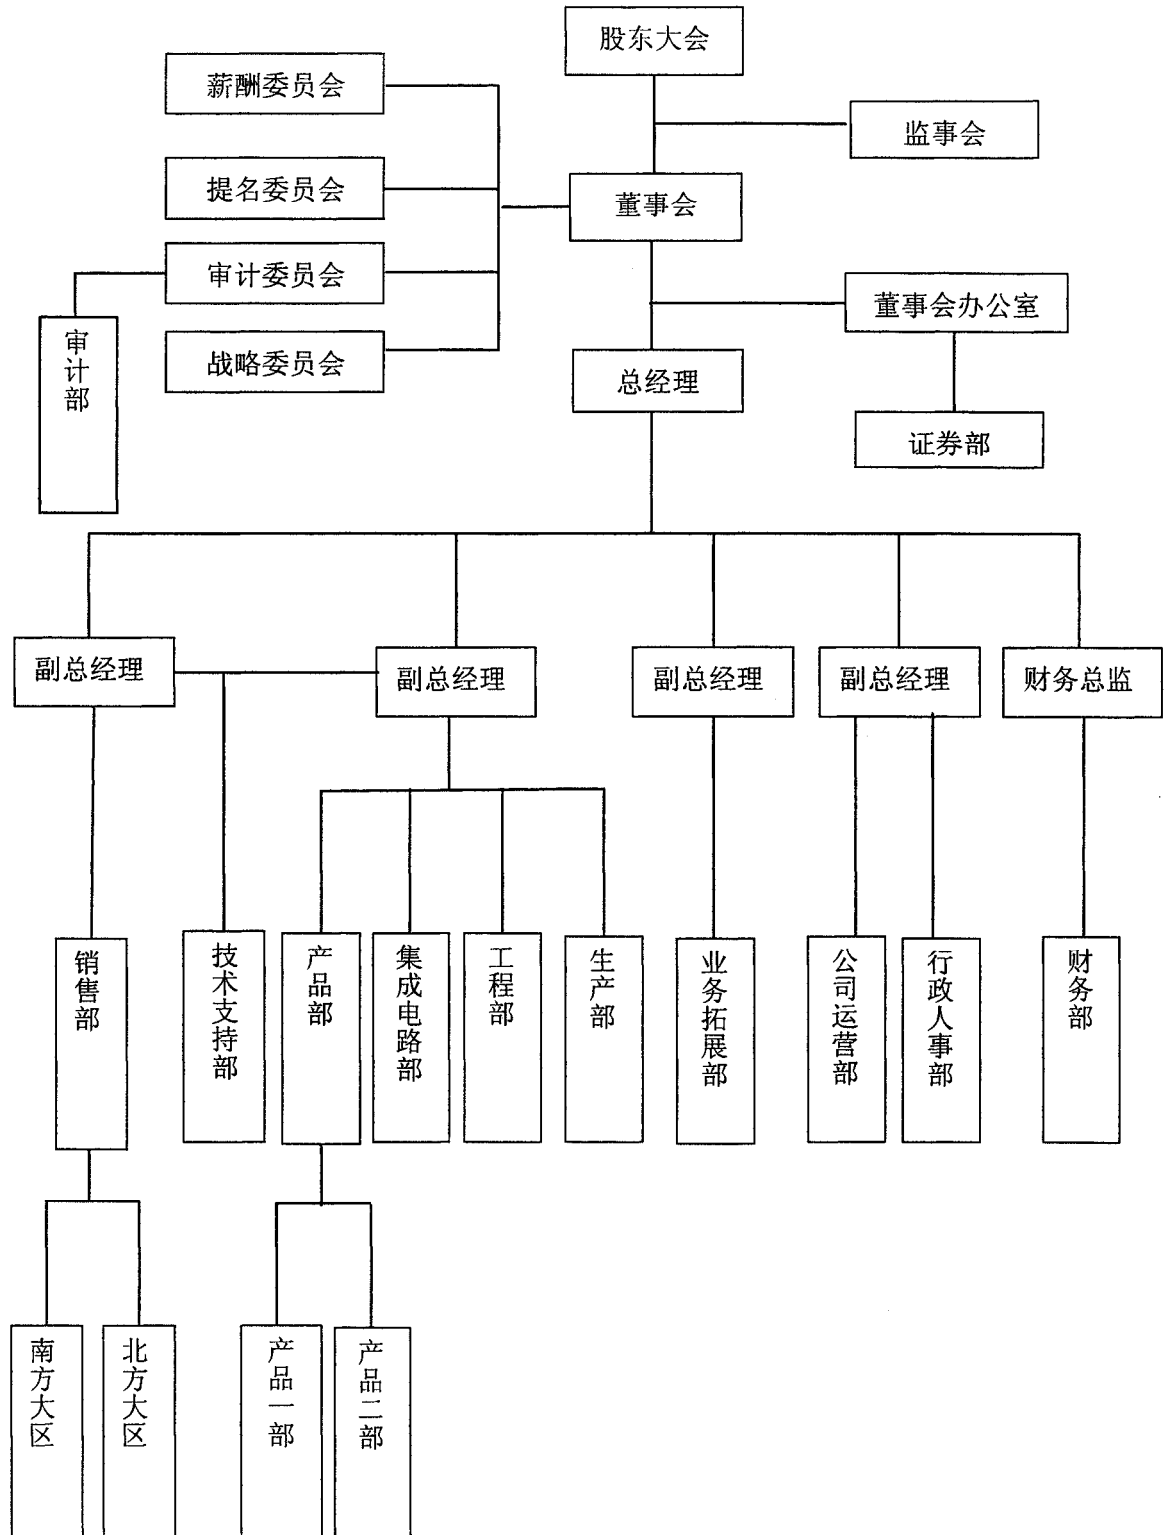 股东大会
薪酬委员会
监事会
提名委员会
董事会
审计委员会
董事会办公室
审计部
战略委员会
总经理
证券部
副总经理
副总经理
副总经理
副总经理
财务总监
销售部
技术支持部
产品部
集成电路部
工程部
生产部
业务拓展部
公司运营部
行政人事部
财务部
南方大区
北方大区
产品一部
产品二部